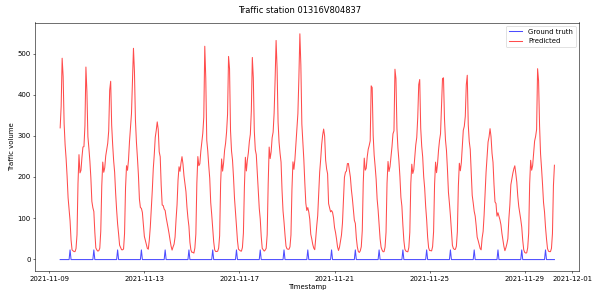 Traffic station 01316V804837
Ground truth
Predicted
500
400
300
200
100
0
Traffic volume
2021-11-09
2021-11-13
2021-11-17
2021-11-21
2021-11-25
2021-11-29
2021-12-01
Timestamp